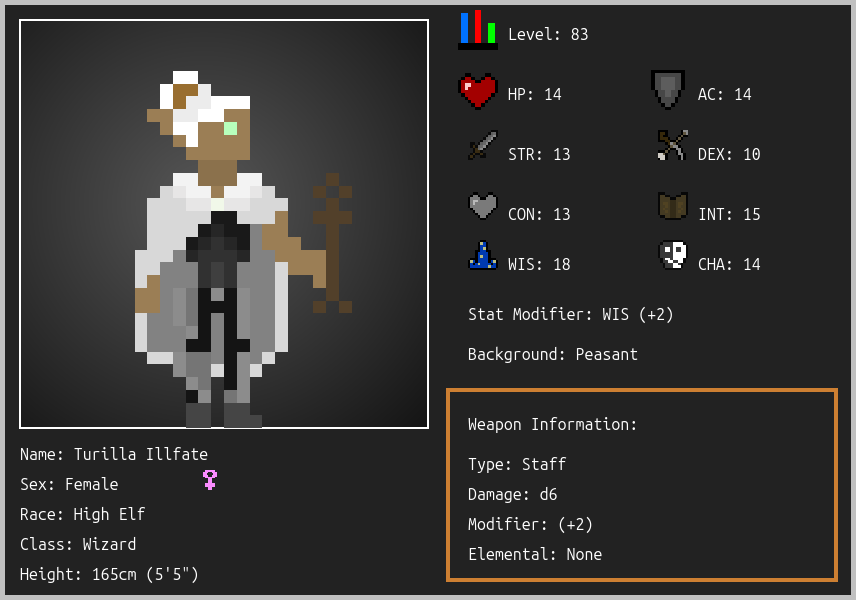 Level: 83
HP: 14
AC: 14
STR: 13
DEX: 10
CON: 13
INT: 15
WIS: 18
CHA: 14
Stat Modifier: WIS (+2)
Background: Peasant
Weapon Information:
Type: Staff
Damage: d6
Modifier: (+2)
Elemental: None
Name: Turilla Illfate
Sex: Female
Race: High Elf
Class: Wizard
Height: 165cm (5'5")